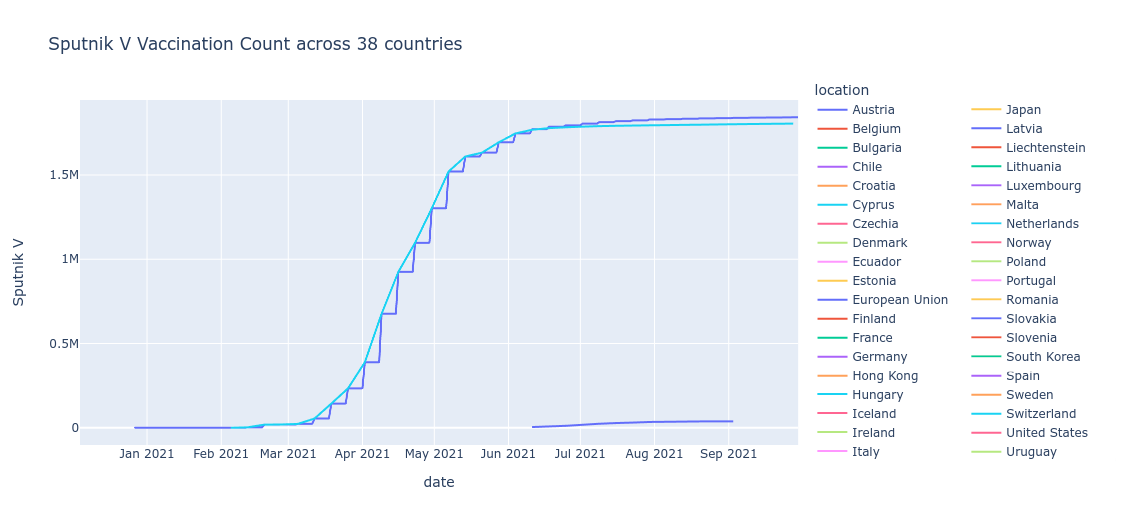 Sputnik V Vaccination Count across 38 countries
location
Austria
Belgium
Bulgaria
Chile
Croatia
Cyprus
Czechia
Denmark
Ecuador
Estonia
European Union
Finland
France
Germany
Hong Kong
Hungary
Iceland
Ireland
Italy
Japan
Latvia
Liechtenstein
Lithuania
Luxembourg
Malta
Netherlands
Norway
Poland
Portugal
Romania
Slovakia
Slovenia
South Korea
Spain
Sweden
Switzerland
United States
Uruguay
Sputnik V
1.5M
1M
0.5M
0
Jan 2021 Feb 2021 Mar 2021 Apr 2021 May 2021 Jun 2021 Jul 2021 Aug 2021 Sep 2021
date